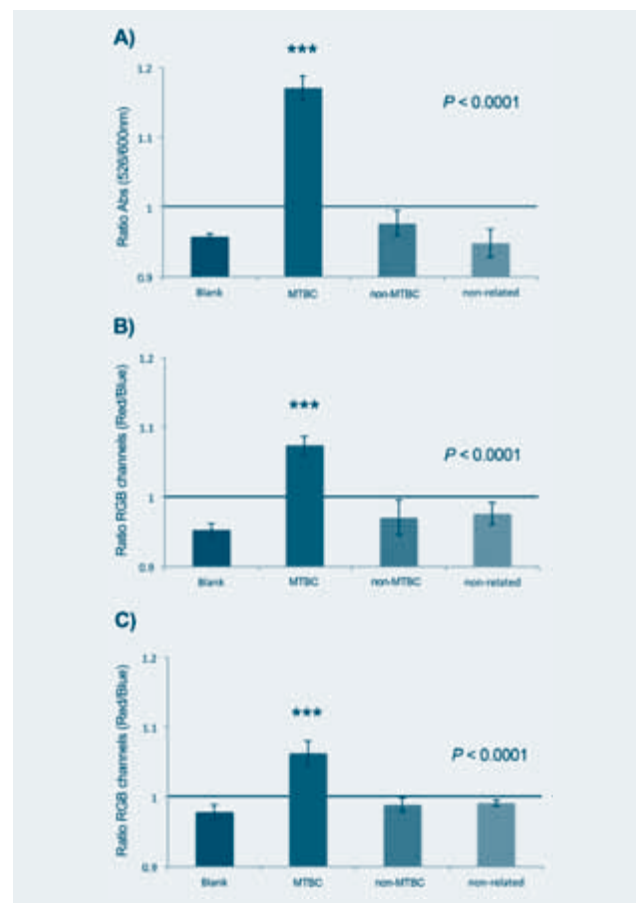 A)
***
1.2
P < 0.0001
1.1
1
0.9
Ratio Abs (526/600nm)
Blank MTBC non-MTBC non-related
B)
1.2
***
1.1
P < 0.0001
1
0.9
Ratio RGB channels (Red/Blue)
Blank MTBC non-MTBC non-related
C)
1.2
***
1.1
P < 0.0001
1
0.9
Ratio RGB channels (Red/Blue)
Blank MTBC non-MTBC non-related